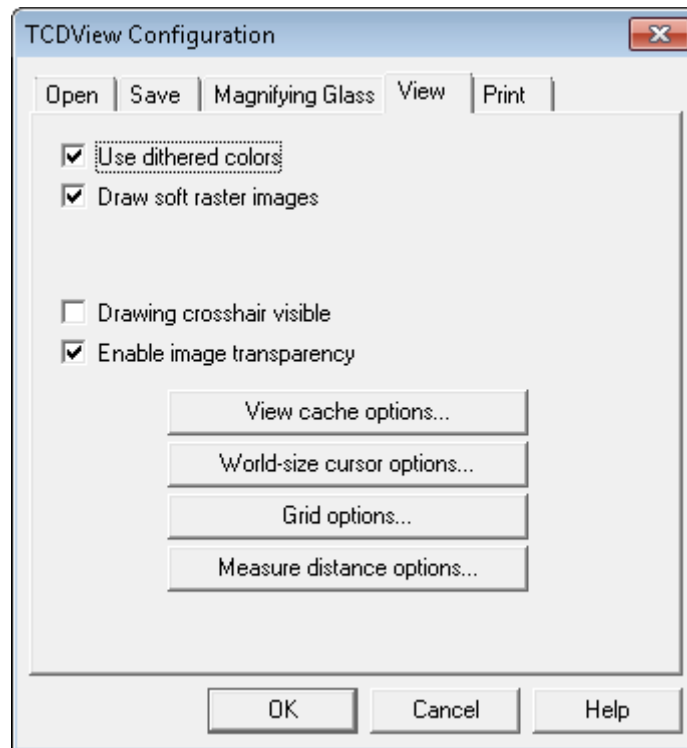 TCDView Configuration
Open Save Magnifying Glass View Print
Use dithered colors
Draw soft raster images
Drawing crosshair visible
Enable image transparency
View cache options...
World-size cursor options...
Grid options...
Measure distance options...
OK Cancel Help